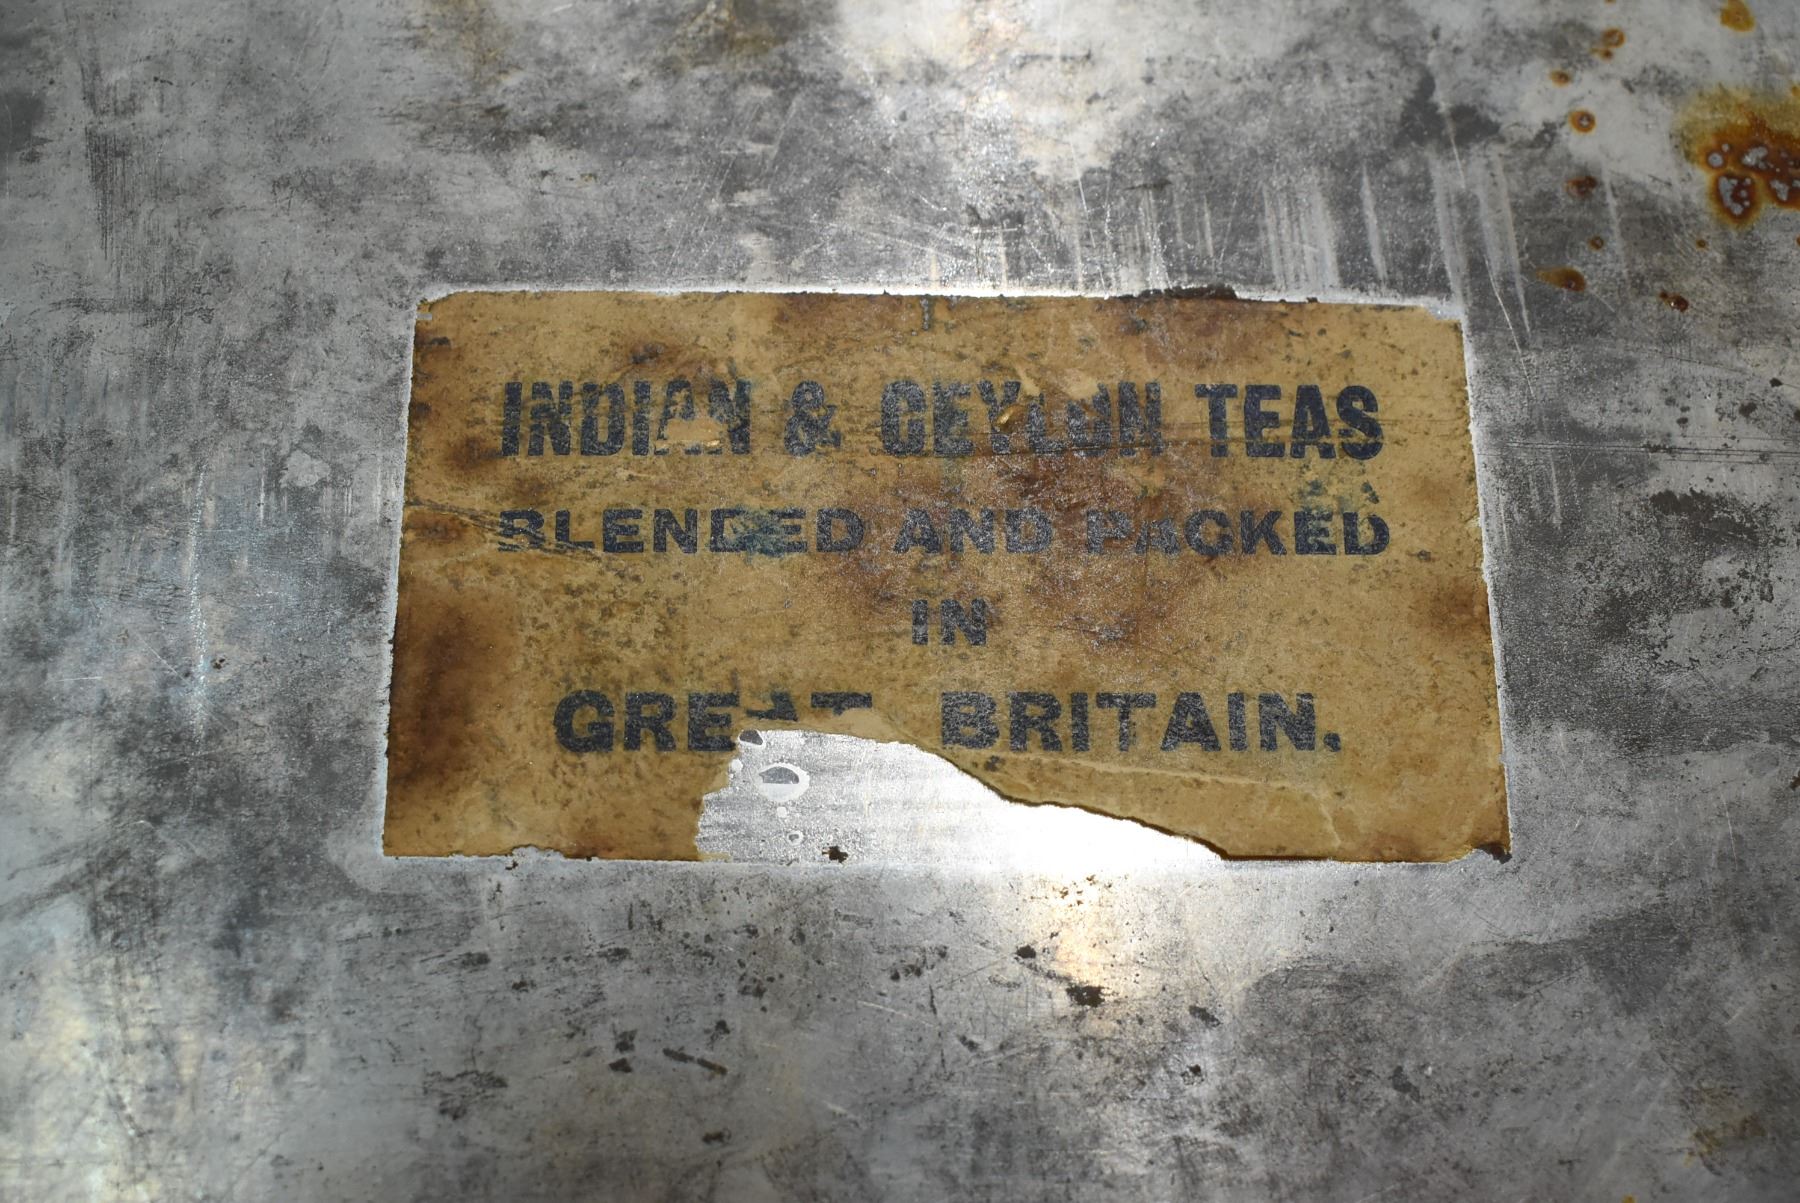 INDIAN & CEYLON TEAS
BLENDED AND PACKED
IN
GREAT BRITAIN.